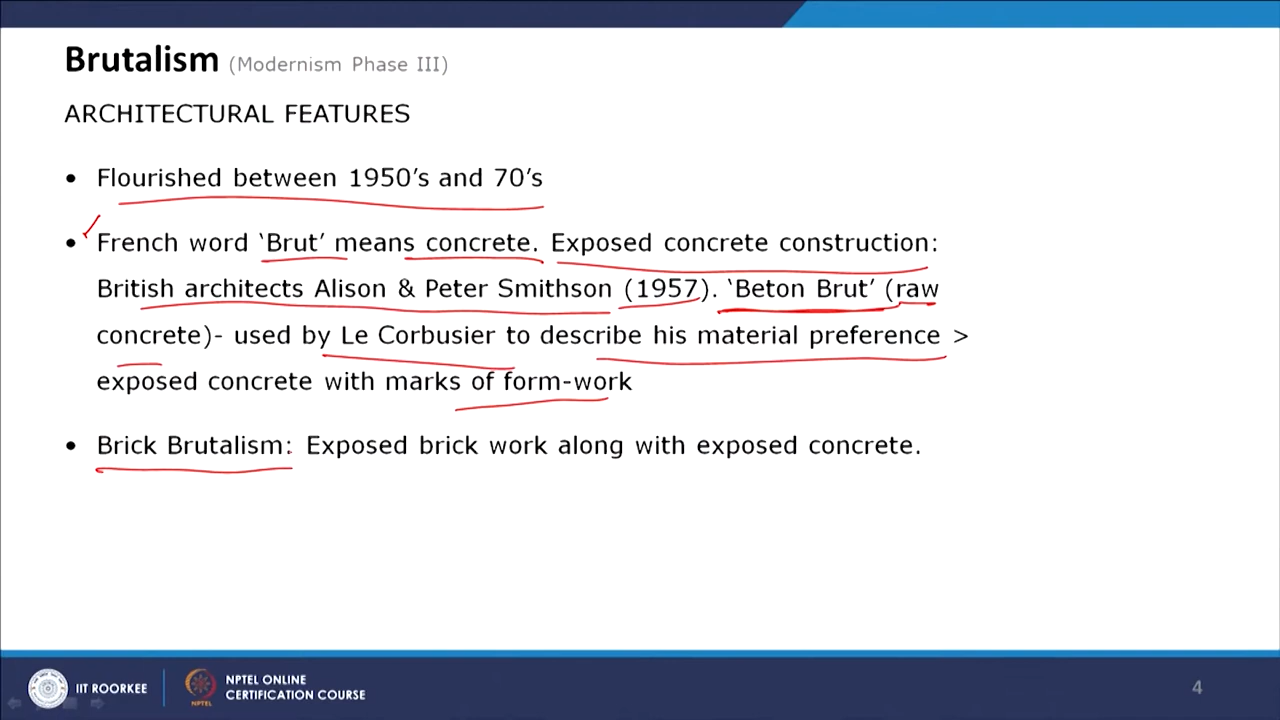 Brutalism (Modernism Phase III)
ARCHITECTURAL FEATURES
• Flourished between 1950’s and 70’s
• French word ‘Brut’ means concrete. Exposed concrete construction:
British architects Alison & Peter Smithson (1957). ‘Beton Brut’ (raw
concrete)- used by Le Corbusier to describe his material preference >
exposed concrete with marks of form-work
• Brick Brutalism: Exposed brick work along with exposed concrete.
IIT ROORKEE
NPTEL
NPTEL ONLINE
CERTIFICATION COURSE
4